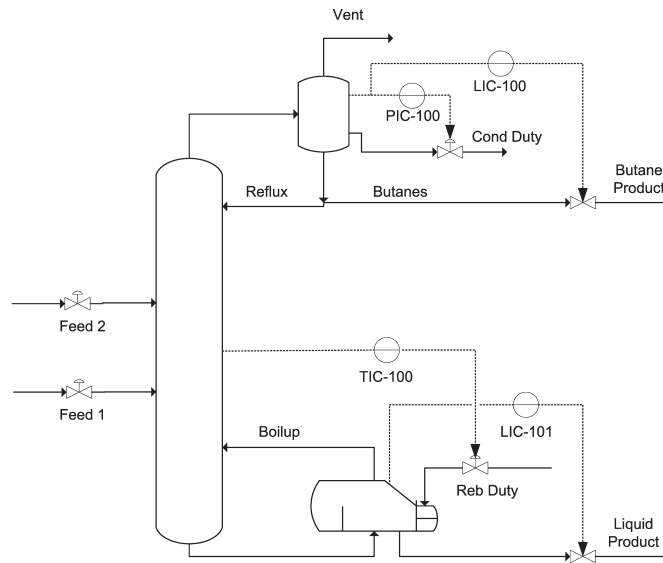 Vent
LIC-100
PIC-100
Cond Duty
Butane
Product
Reflux
Butanes
Feed 2
TIC-100
Feed 1
LIC-101
Boilup
Reb Duty
Liquid
Product